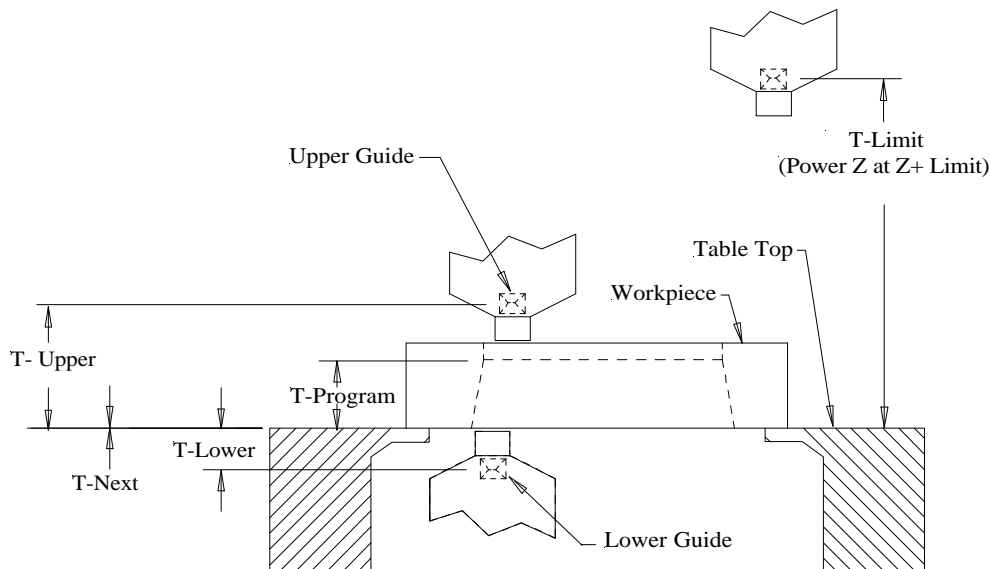 T-Limit
(Power Z at Z+ Limit)
Upper Guide
Table Top
Workpiece
T- Upper
T-Program
T-Lower
T-Next
Lower Guide